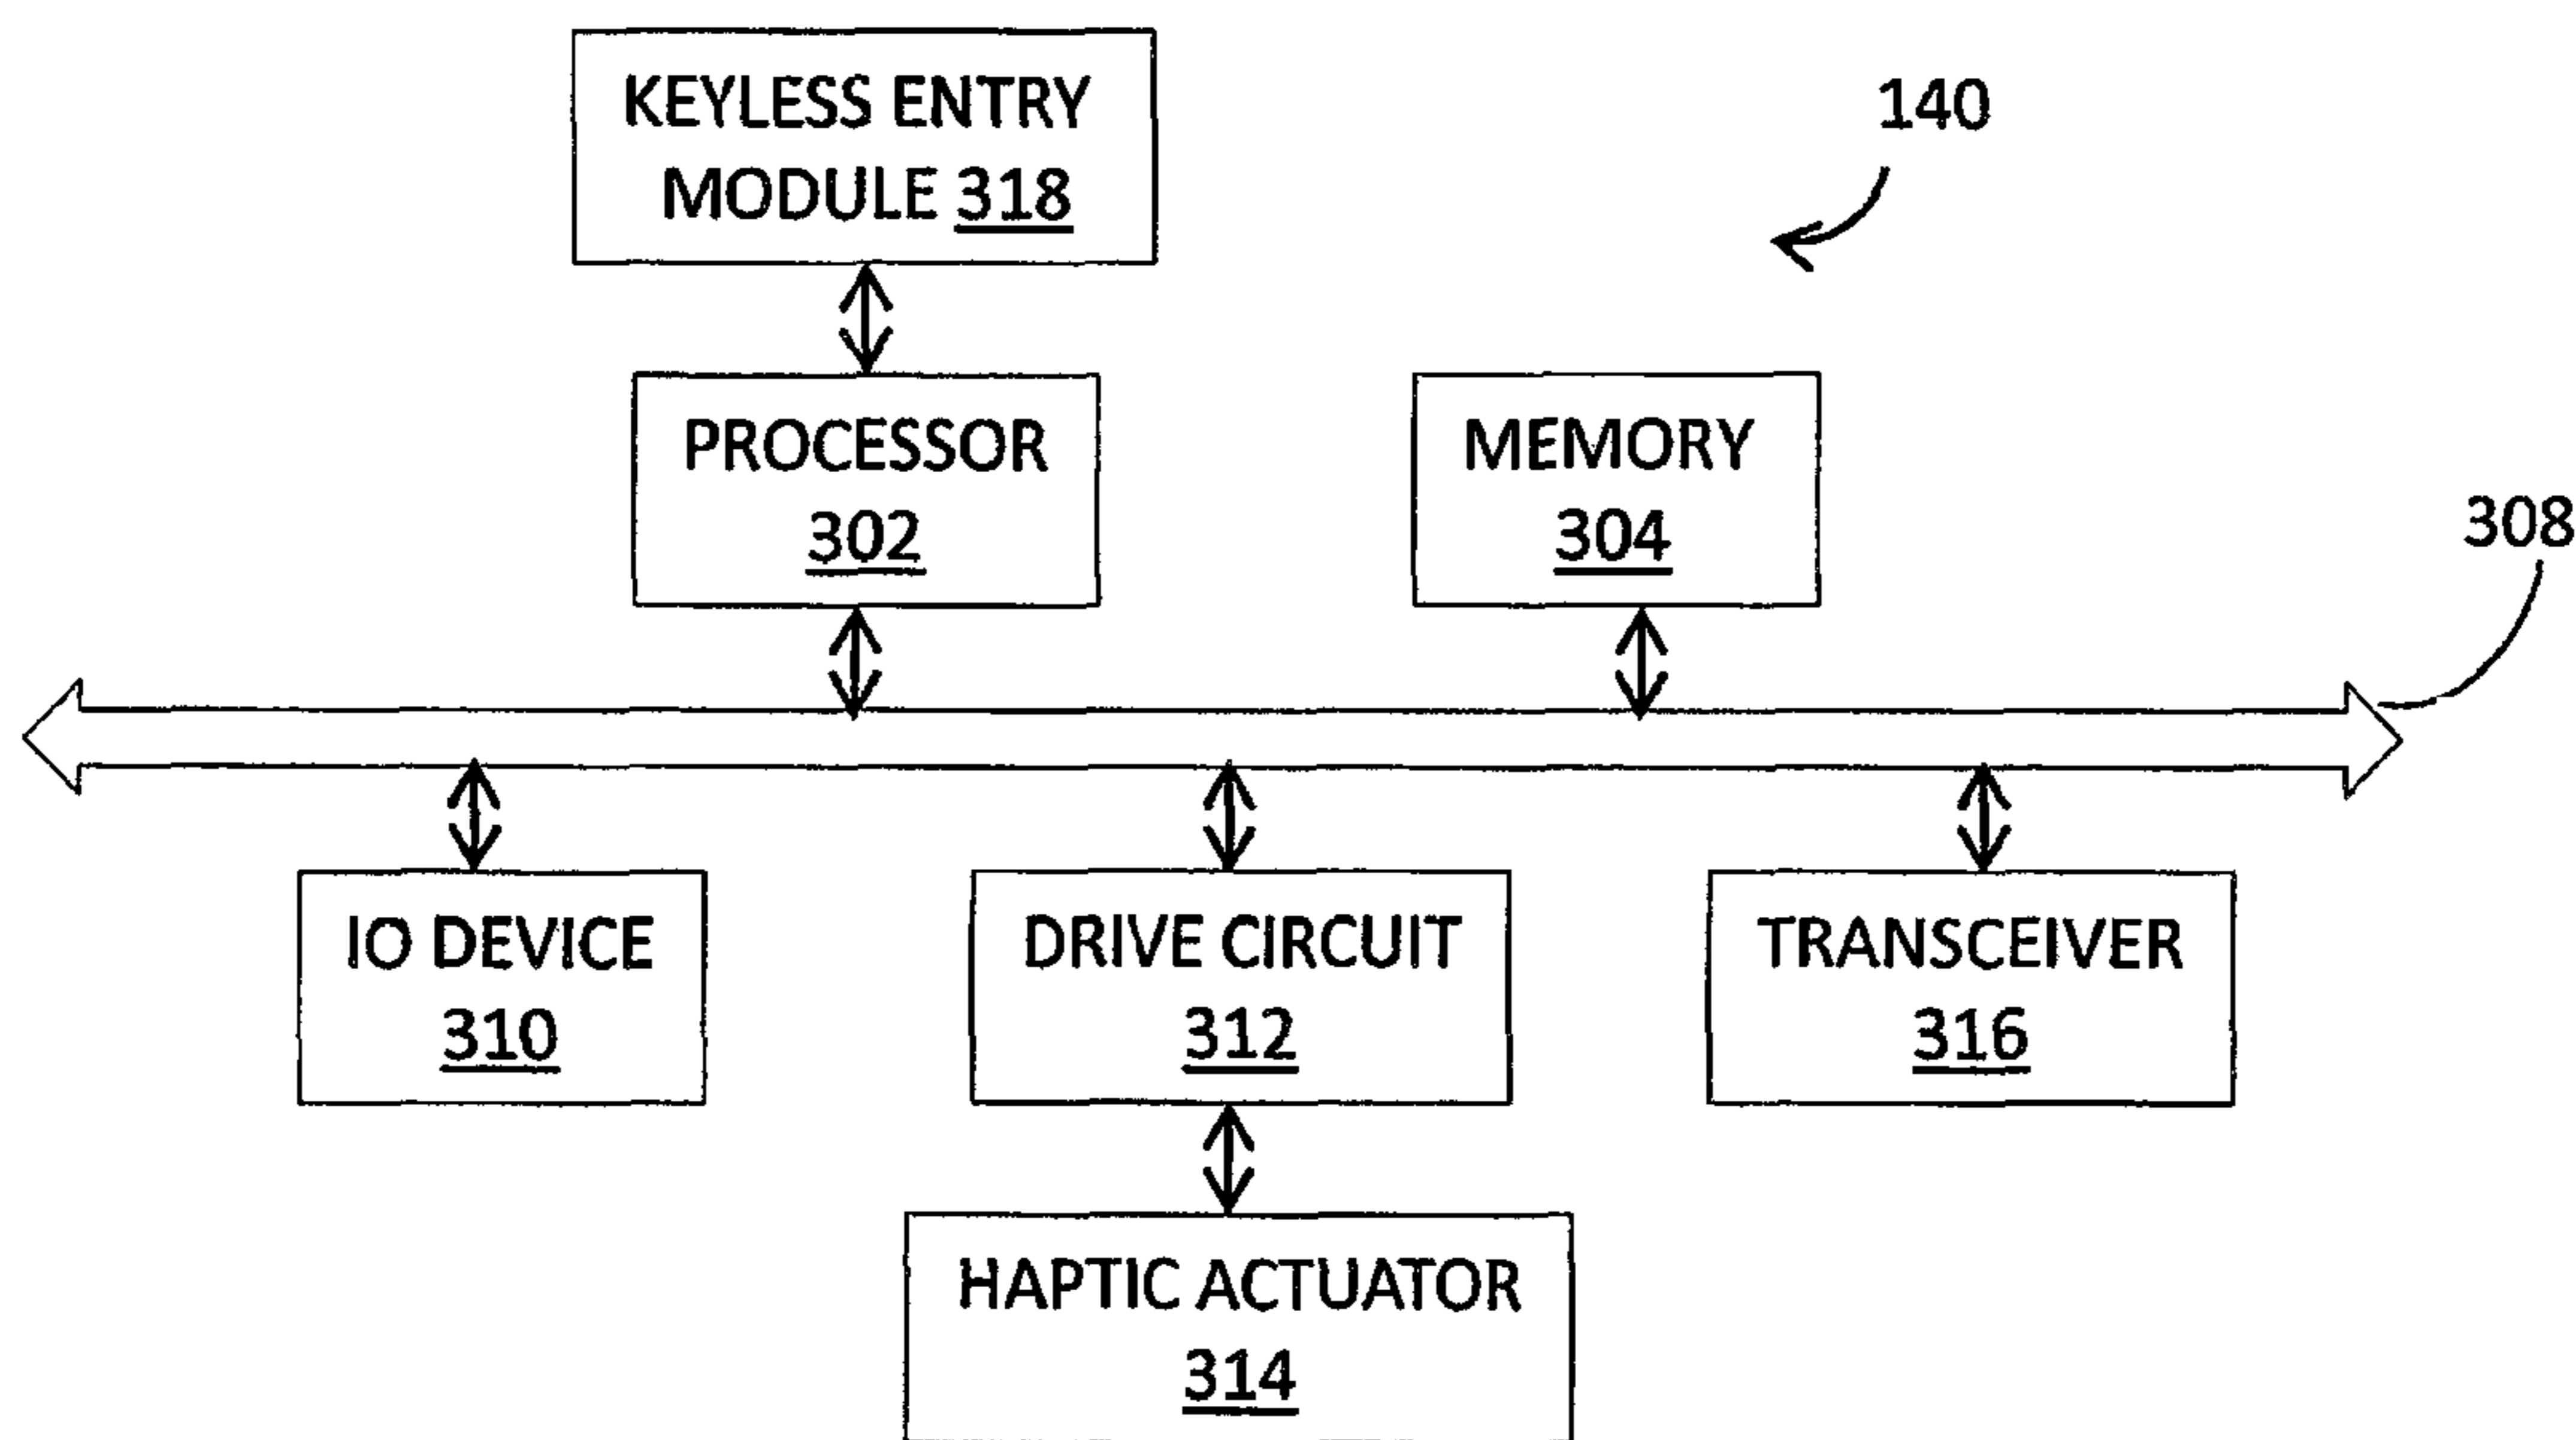 KEYLESS ENTRY
MODULE 318
140
PROCESSOR
302
MEMORY
304
308
IO DEVICE
310
DRIVE CIRCUIT
312
TRANSCEIVER
316
HAPTIC ACTUATOR
314